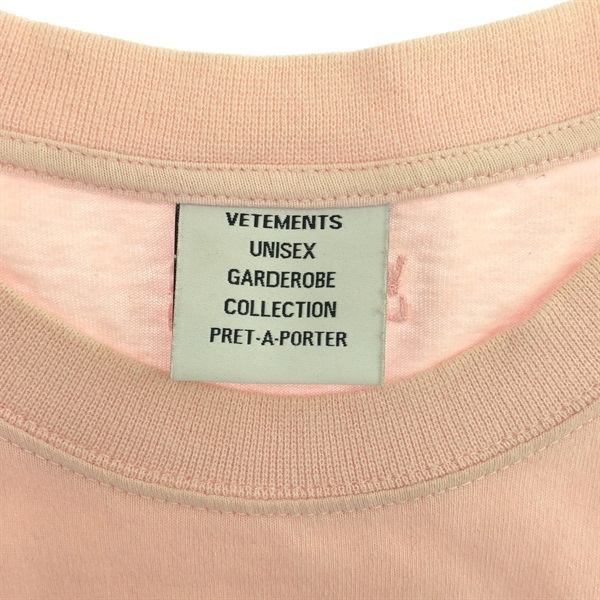 VETEMENTS
UNISEX
GARDEROBE
COLLECTION
PRET-A-PORTER